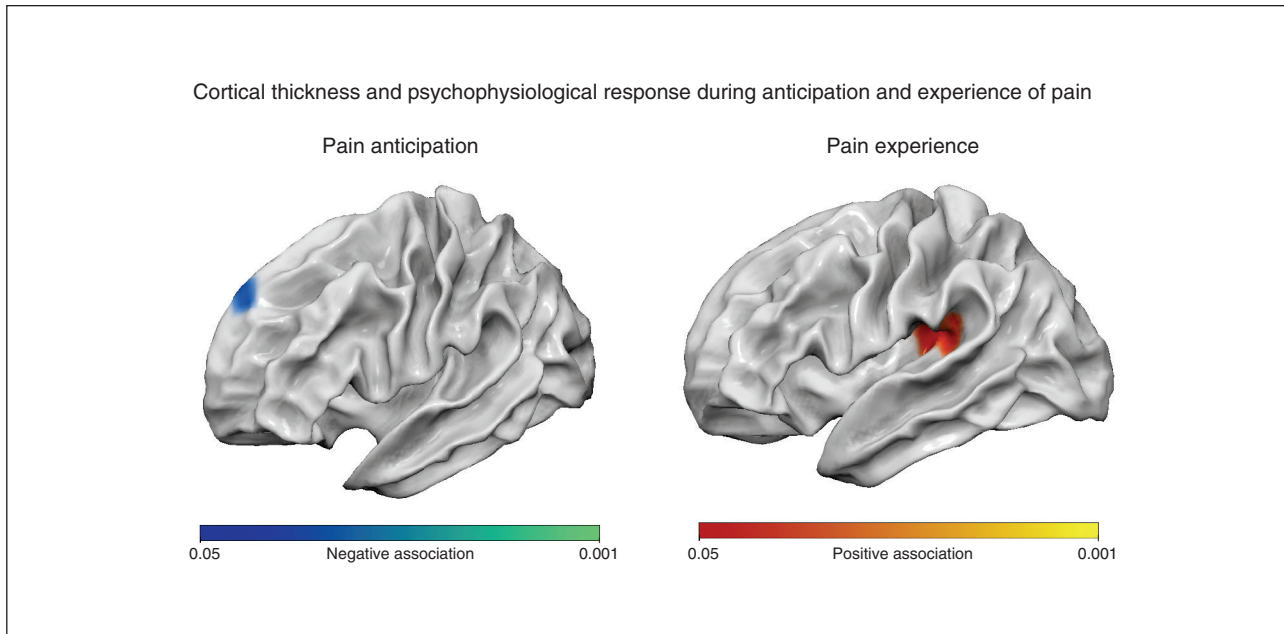 Cortical thickness and psychophysiological response during anticipation and experience of pain
Pain anticipation
Pain experience
0.05 Negative association 0.001
0.05 Positive association 0.001